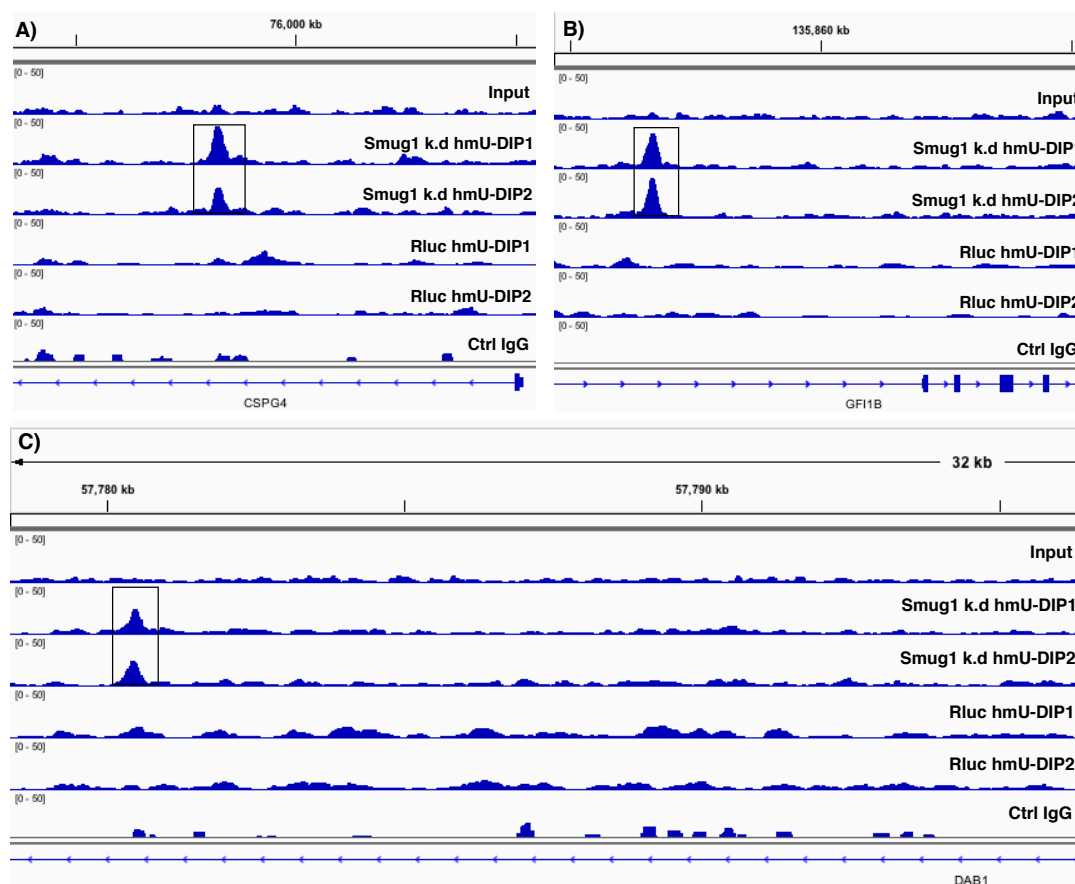 A)
76,000 kb
[0 - 50]
Input
[0 - 50]
Smug1 k.d hmU-DIP1
[0 - 50]
Smug1 k.d hmU-DIP2
[0 - 50]
Rluc hmU-DIP1
[0 - 50]
Rluc hmU-DIP2
[0 - 50]
Ctrl IgG
CSPG4
B)
135,860 kb
[0 - 50]
Input
[0 - 50]
Smug1 k.d hmU-DIP1
[0 - 50]
Smug1 k.d hmU-DIP2
[0 - 50]
Rluc hmU-DIP1
[0 - 50]
Rluc hmU-DIP2
[0 - 50]
Ctrl IgG
GFI1B
C)
32 kb
57,780 kb
57,790 kb
[0 - 50]
Input
[0 - 50]
Smug1 k.d hmU-DIP1
[0 - 50]
Smug1 k.d hmU-DIP2
[0 - 50]
Rluc hmU-DIP1
[0 - 50]
Rluc hmU-DIP2
[0 - 50]
Ctrl IgG
DAB1